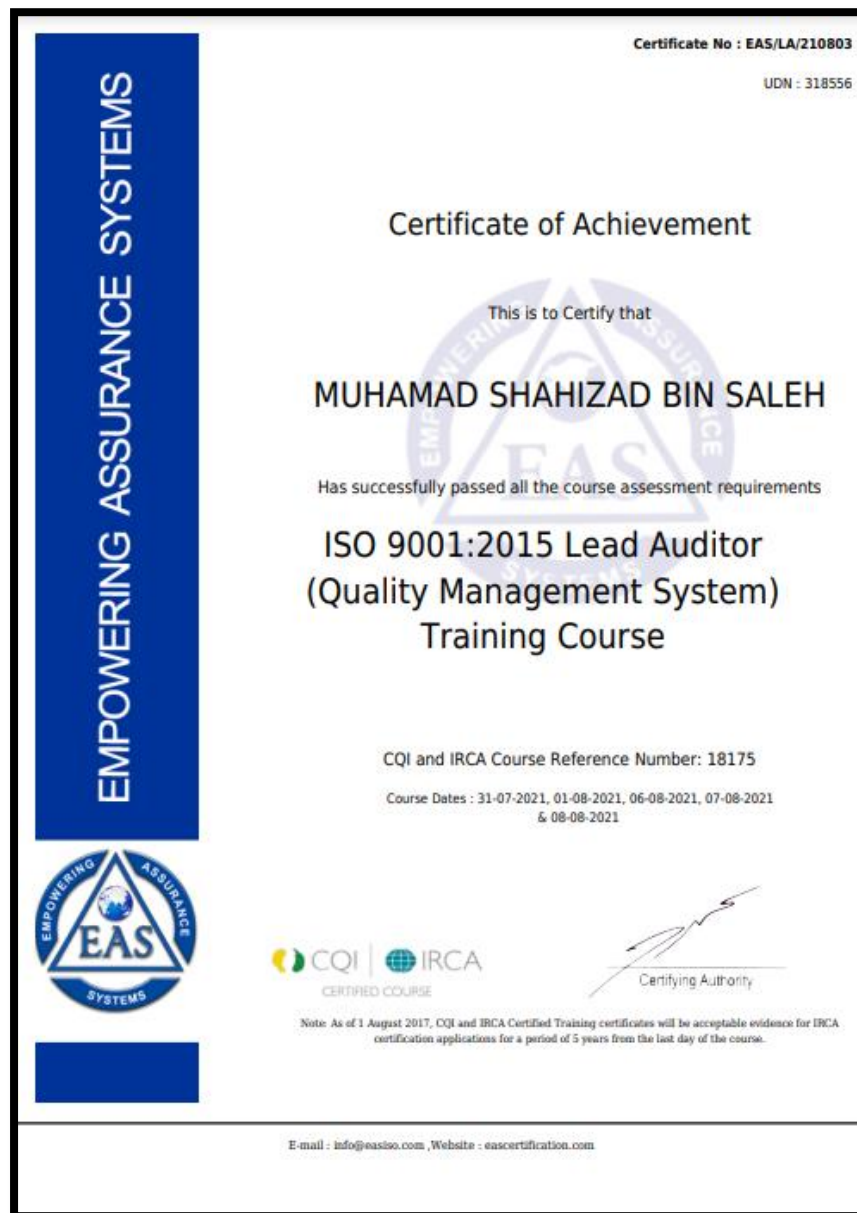 Certificate No : EAS/LA/210803
UDN : 318556
EMPOWERING ASSURANCE SYSTEMS
Certificate of Achievement
This is to Certify that
MUHAMAD SHAHIZAD BIN SALEH
Has successfully passed all the course assessment requirements
ISO 9001:2015 Lead Auditor
(Quality Management System)
Training Course
EMPOWERING ASSURANCE SYSTEMS
EAS
CQI and IRCA Course Reference Number: 18175
Course Dates : 31-07-2021, 01-08-2021, 06-08-2021, 07-08-2021
& 08-08-2021
EMPOWERING ASSURANCE SYSTEMS
EAS
CQI IRCA
CERTIFIED COURSE
Certifying Authority
Note: As of 1 August 2017, CQI and IRCA Certified Training certificates will be acceptable evidence for IRCA
certification applications for a period of 5 years from the last day of the course.
E-mail : info@easiso.com ,Website : eascertification.com